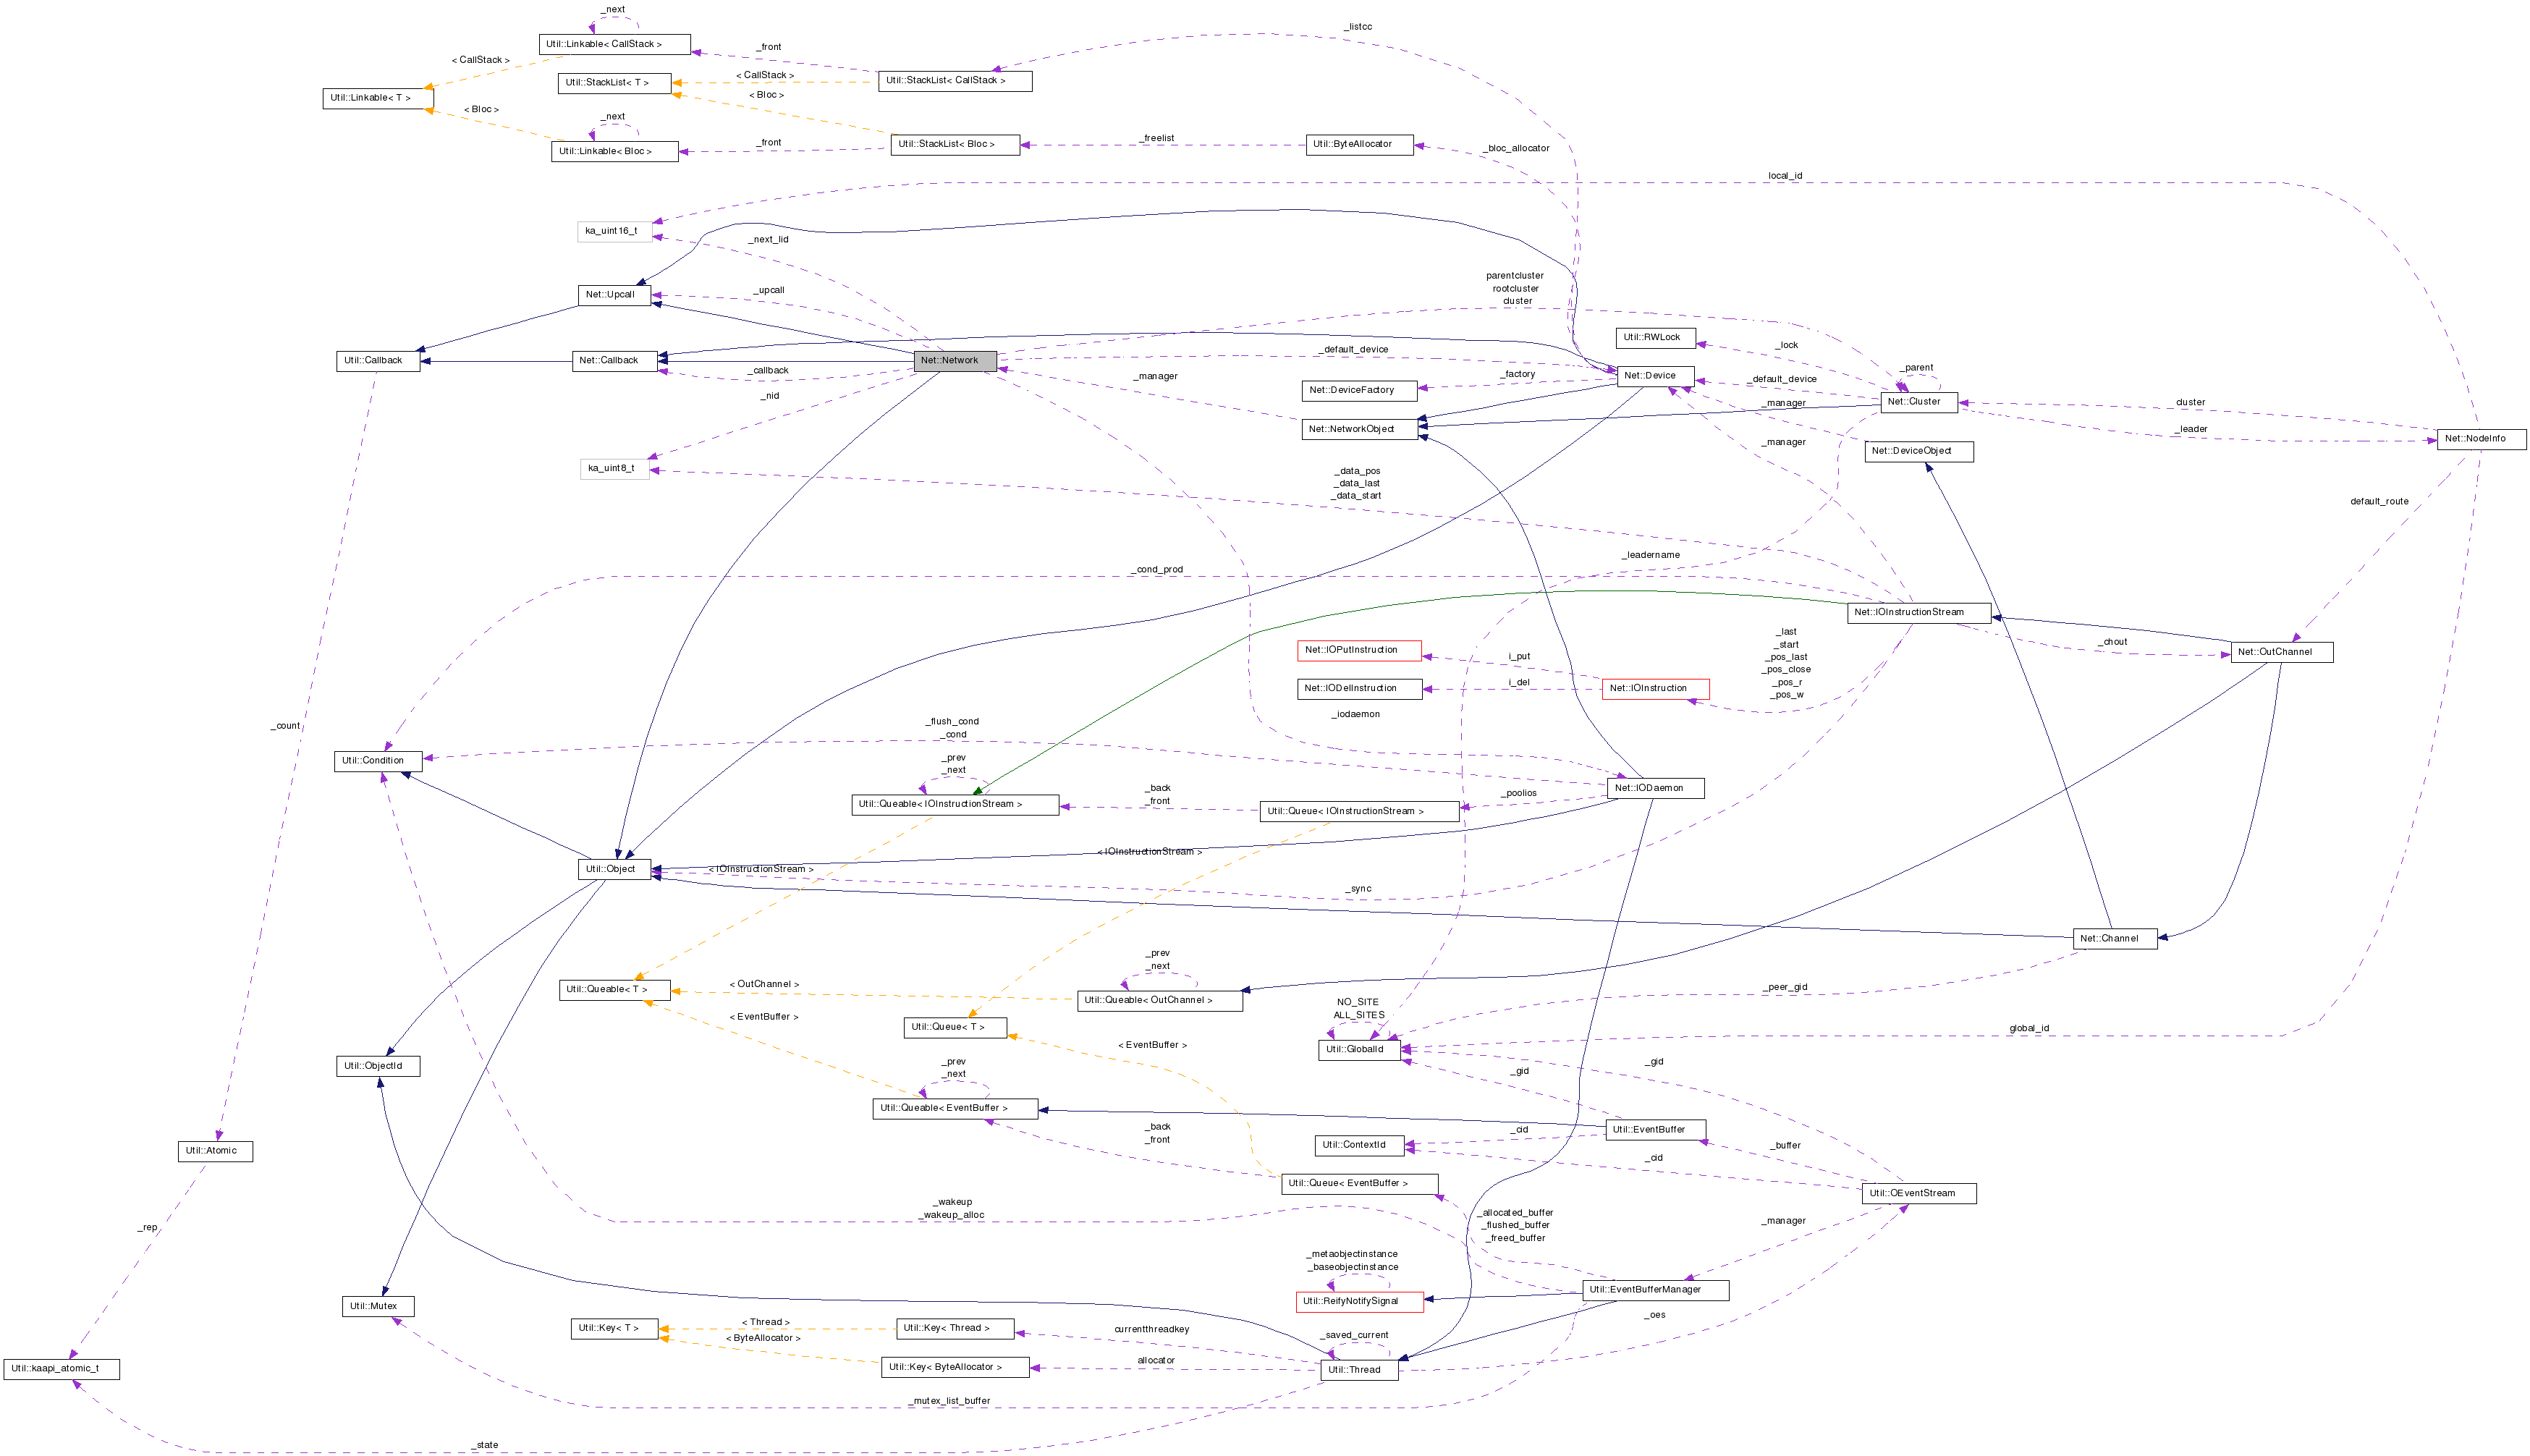 _next
_listcc
Util::Linkable< CallStack >
_front
< CallStack >
< CallStack >
Util::StackList< T >
Util::StackList< CallStack >
Util::Linkable< T >
< Bloc >
< Bloc >
_next
_freelist
_front
Util::StackList< Bloc >
Util::ByteAllocator
_bloc_allocator
Util::Linkable< Bloc >
local_id
ka_uint16_t
_next_lid
parentcluster
rootcluster
cluster
_upcall
Net::Upcall
Util::RWLock
_lock
_default_device
Util::Callback
Net::Callback
Net::Network
_callback
_manager
_factory
Net::Device
_parent
_default_device
Net::DeviceFactory
_nid
_manager
Net::Cluster
cluster
Net::NetworkObject
_leader
Net::NodeInfo
_manager
Net::DeviceObject
ka_uint8_t
_data_pos
_data_last
_data_start
default_route
_leadername
_cond_prod
Net::IOInstructionStream
_last
_start
_pos_last
_pos_close
_pos_r
_pos_w
_chout
Net::OutChannel
Net::IOPutInstruction
i_put
Net::IODelInstruction
i_del
Net::IOInstruction
_iodaemon
_count
_flush_cond
_cond
Util::Condition
_prev
_next
Net::IODaemon
_back
_front
_poolios
Util::Queable< IOInstructionStream >
Util::Queue< IOInstructionStream >
< IOInstructionStream >
< IOInstructionStream >
Util::Object
_sync
Net::Channel
_prev
_next
Util::Queable< T >
< OutChannel >
Util::Queable< OutChannel >
_peer_gid
NO_SITE
ALL_SITES
< EventBuffer >
Util::Queue< T >
global_id
< EventBuffer >
Util::GlobalId
_gid
_gid
Util::ObjectId
_prev
_next
Util::Queable< EventBuffer >
_back
_front
_cid
Util::EventBuffer
Util::ContextId
_buffer
Util::Atomic
_cid
Util::Queue< EventBuffer >
Util::OEventStream
_wakeup
_wakeup_alloc
_allocated_buffer
_flushed_buffer
_freed_buffer
_manager
_rep
_metaobjectinstance
_baseobjectinstance
Util::EventBufferManager
Util::ReifyNotifySignal
Util::Mutex
_oes
Util::Key< T >
< Thread >
Util::Key< Thread >
currentthreadkey
_saved_current
< ByteAllocator >
Util::Key< ByteAllocator >
allocator
Util::Thread
Util::kaapi_atomic_t
_mutex_list_buffer
_state